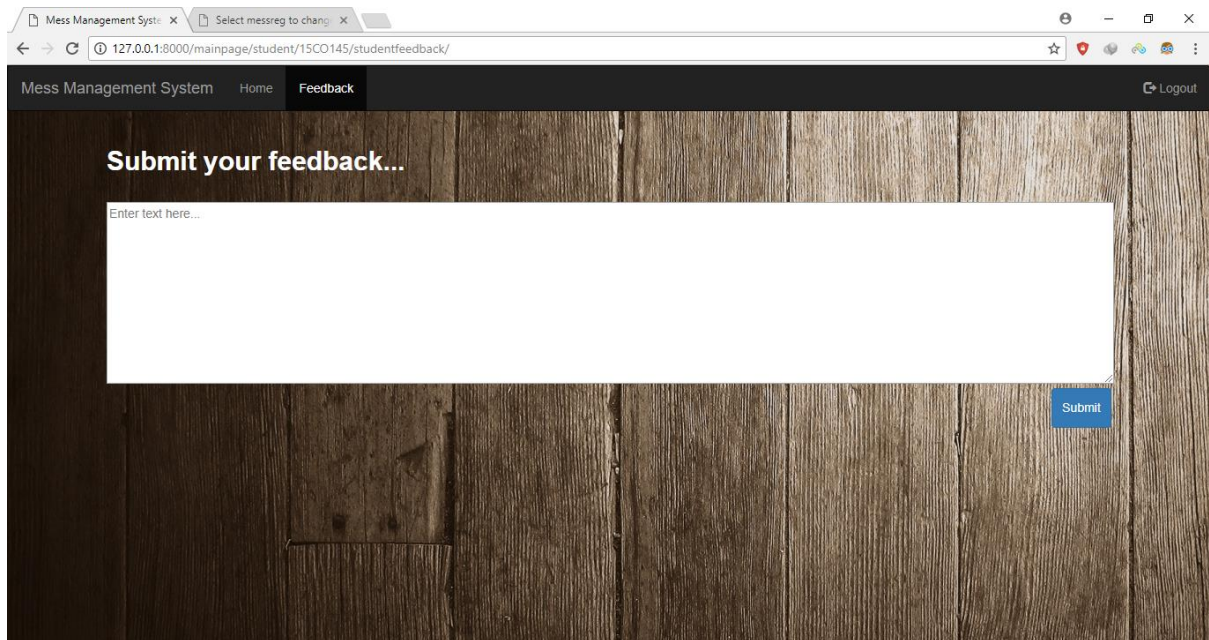 Mess Management Syste
Select messreg to chang
127.0.0.1:8000/mainpage/student/15CO145/studentfeedback/
Mess Management System Home Feedback Logout
Submit your feedback...
Enter text here...
Submit